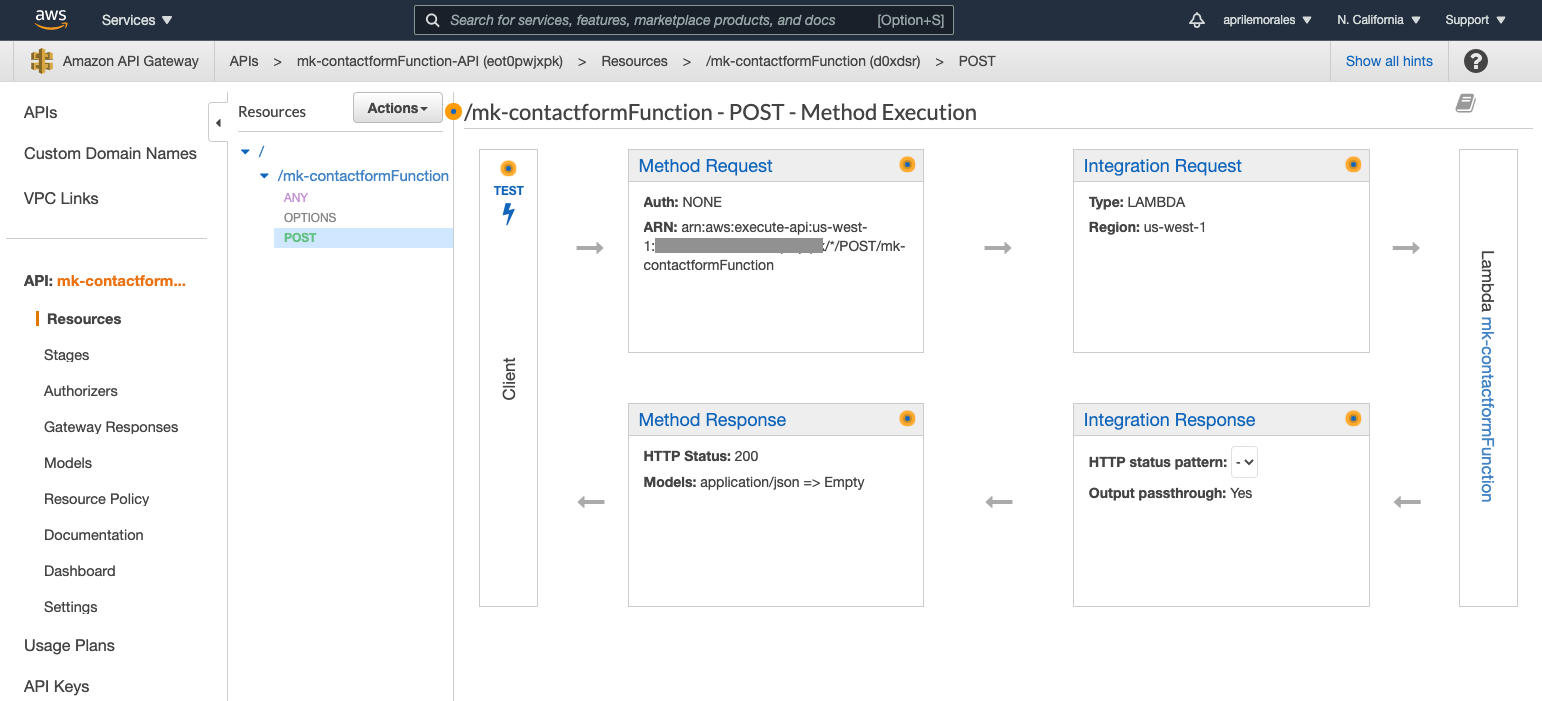 aws
Services
Search for services, features, marketplace products, and docs [Option+S]
aprilemorales
N. California
Support
Amazon API Gateway
APIs > mk-contactformFunction-API (eot0pwjxpk) > Resources > /mk-contactformFunction (d0xdsr) > POST
Show all hints
?
APIs
Custom Domain Names
VPC Links
API: mk-contactform...
Resources
Stages
Authorizers
Gateway Responses
Models
Resource Policy
Documentation
Dashboard
Settings
Usage Plans
API Keys
Resources
Actions
/
/mk-contactformFunction
ANY
OPTIONS
POST
/mk-contactformFunction - POST - Method Execution
TEST
Client
Method Request
Auth: NONE
ARN: arn:aws:execute-api:us-west-
1: /*/POST/mk-
contactformFunction
Integration Request
Type: LAMBDA
Region: us-west-1
Lambda mk-contactformFunction
Method Response
HTTP Status: 200
Models: application/json => Empty
Integration Response
HTTP status pattern: -
Output passthrough: Yes